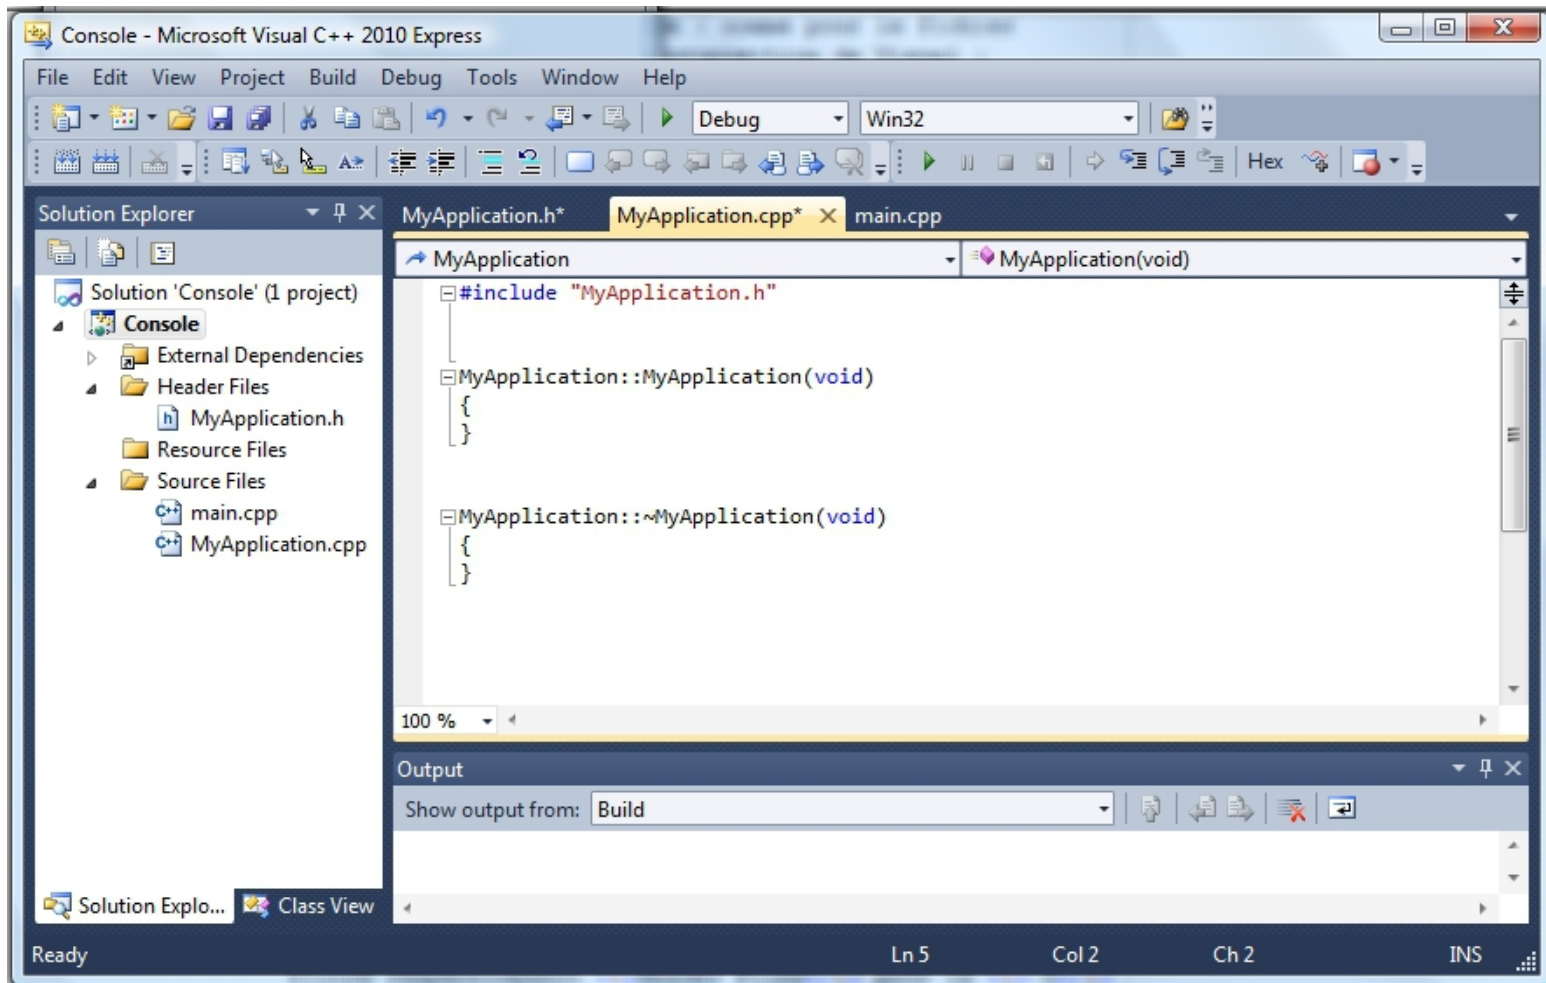 Console - Microsoft Visual C++ 2010 Express
File Edit View Project Build Debug Tools Window Help
Debug Win32
Hex
Solution Explorer
Solution 'Console' (1 project)
Console
External Dependencies
Header Files
MyApplication.h
Resource Files
Source Files
main.cpp
MyApplication.cpp
Solution Explo... Class View
MyApplication.h* MyApplication.cpp* main.cpp
MyApplication MyApplication(void)
#include "MyApplication.h"
MyApplication::MyApplication(void)
{
}
MyApplication::~MyApplication(void)
{
}
100 %
Output
Show output from: Build
Ready Ln 5 Col 2 Ch 2 INS